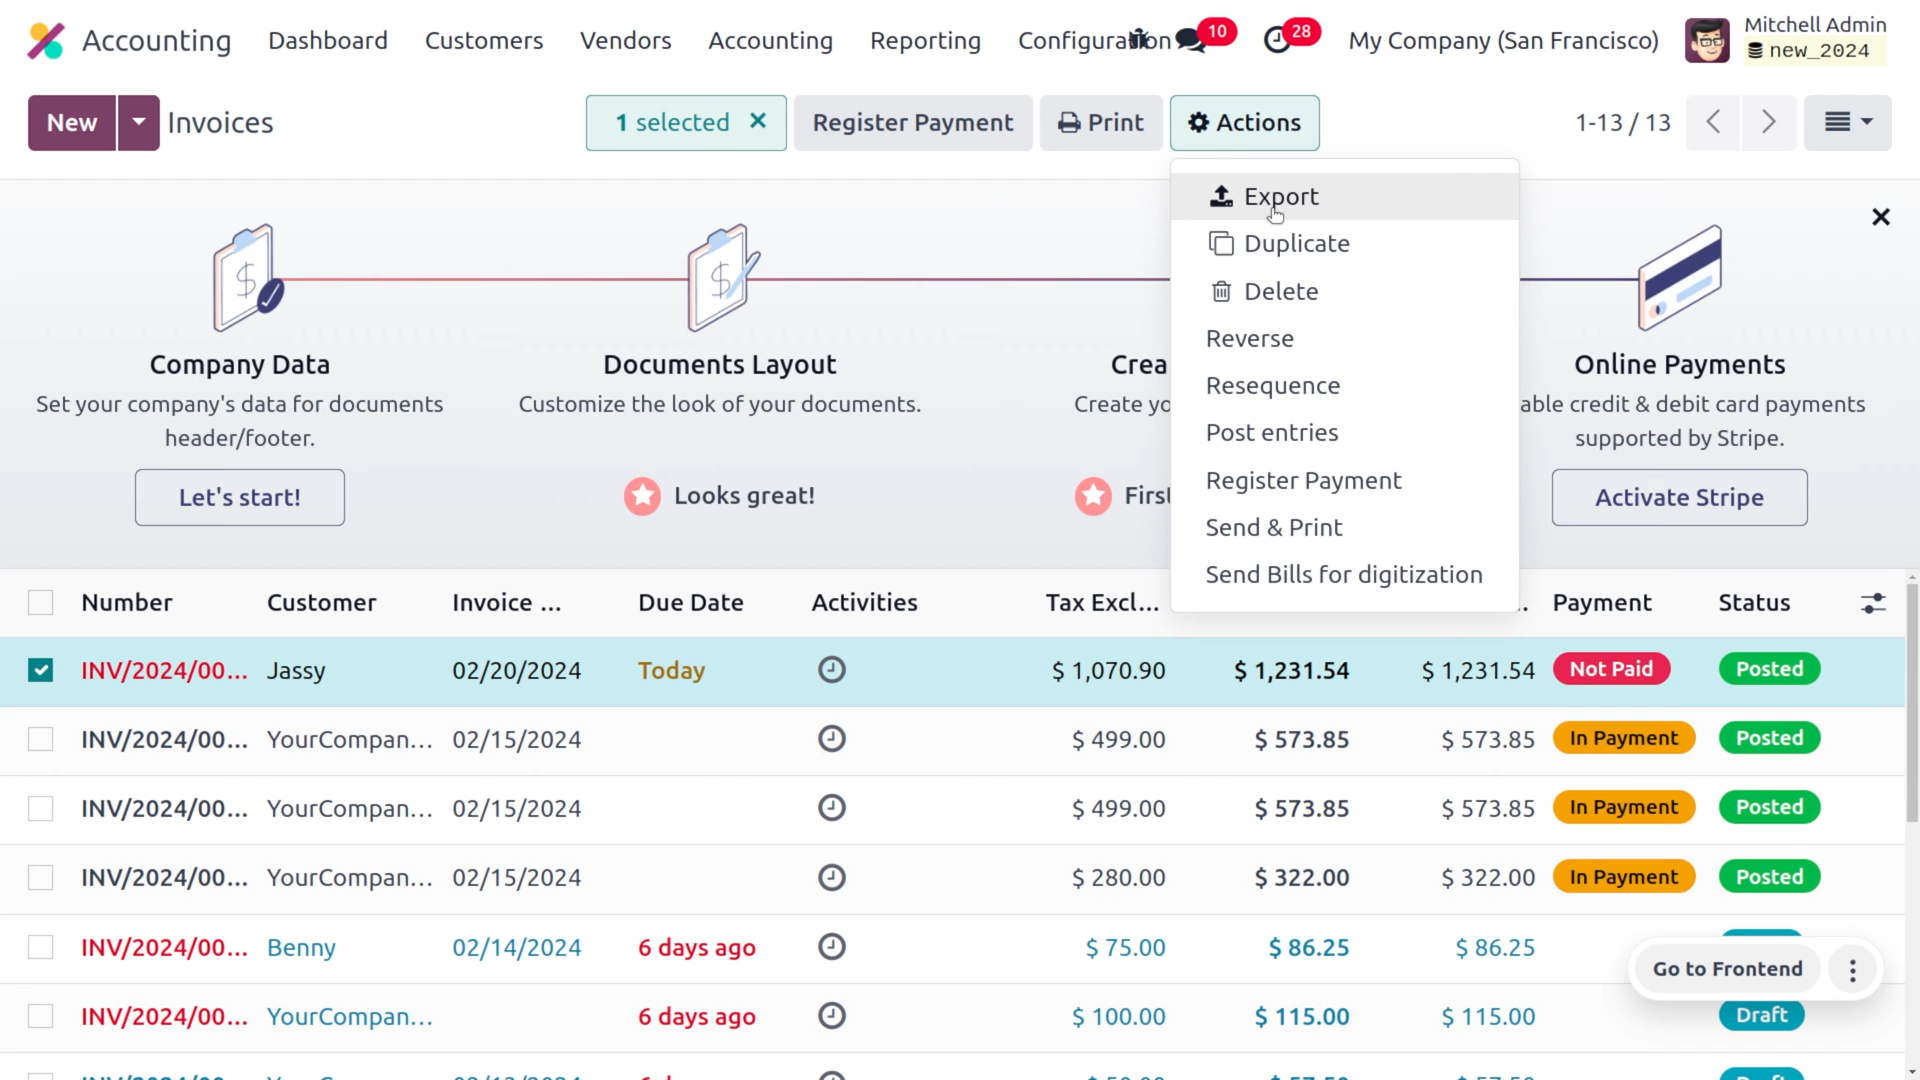 Accounting Dashboard Customers Vendors Accounting Reporting Configuration 10 28 My Company (San Francisco) Mitchell Admin
new_2024
New Invoices 1 selected × Register Payment Print Actions 1-13 / 13
Export
Duplicate
Delete
Reverse
Resequence
Post entries
Register Payment
Send & Print
Send Bills for digitization
Company Data
Set your company's data for documents
header/footer.
Let's start!
Documents Layout
Customize the look of your documents.
Looks great!
Online Payments
credit & debit card payments
supported by Stripe.
Activate Stripe
Number Customer Invoice ... Due Date Activities Tax Excl... Payment Status
INV/2024/00... Jassy 02/20/2024 Today $ 1,070.90 $ 1,231.54 $ 1,231.54 Not Paid Posted
INV/2024/00... YourCompan... 02/15/2024 $ 499.00 $ 573.85 $ 573.85 In Payment Posted
INV/2024/00... YourCompan... 02/15/2024 $ 499.00 $ 573.85 $ 573.85 In Payment Posted
INV/2024/00... YourCompan... 02/15/2024 $ 280.00 $ 322.00 $ 322.00 In Payment Posted
INV/2024/00... Benny 02/14/2024 6 days ago $ 75.00 $ 86.25 $ 86.25
Go to Frontend
INV/2024/00... YourCompan... 6 days ago $ 100.00 $ 115.00 $ 115.00 Draft